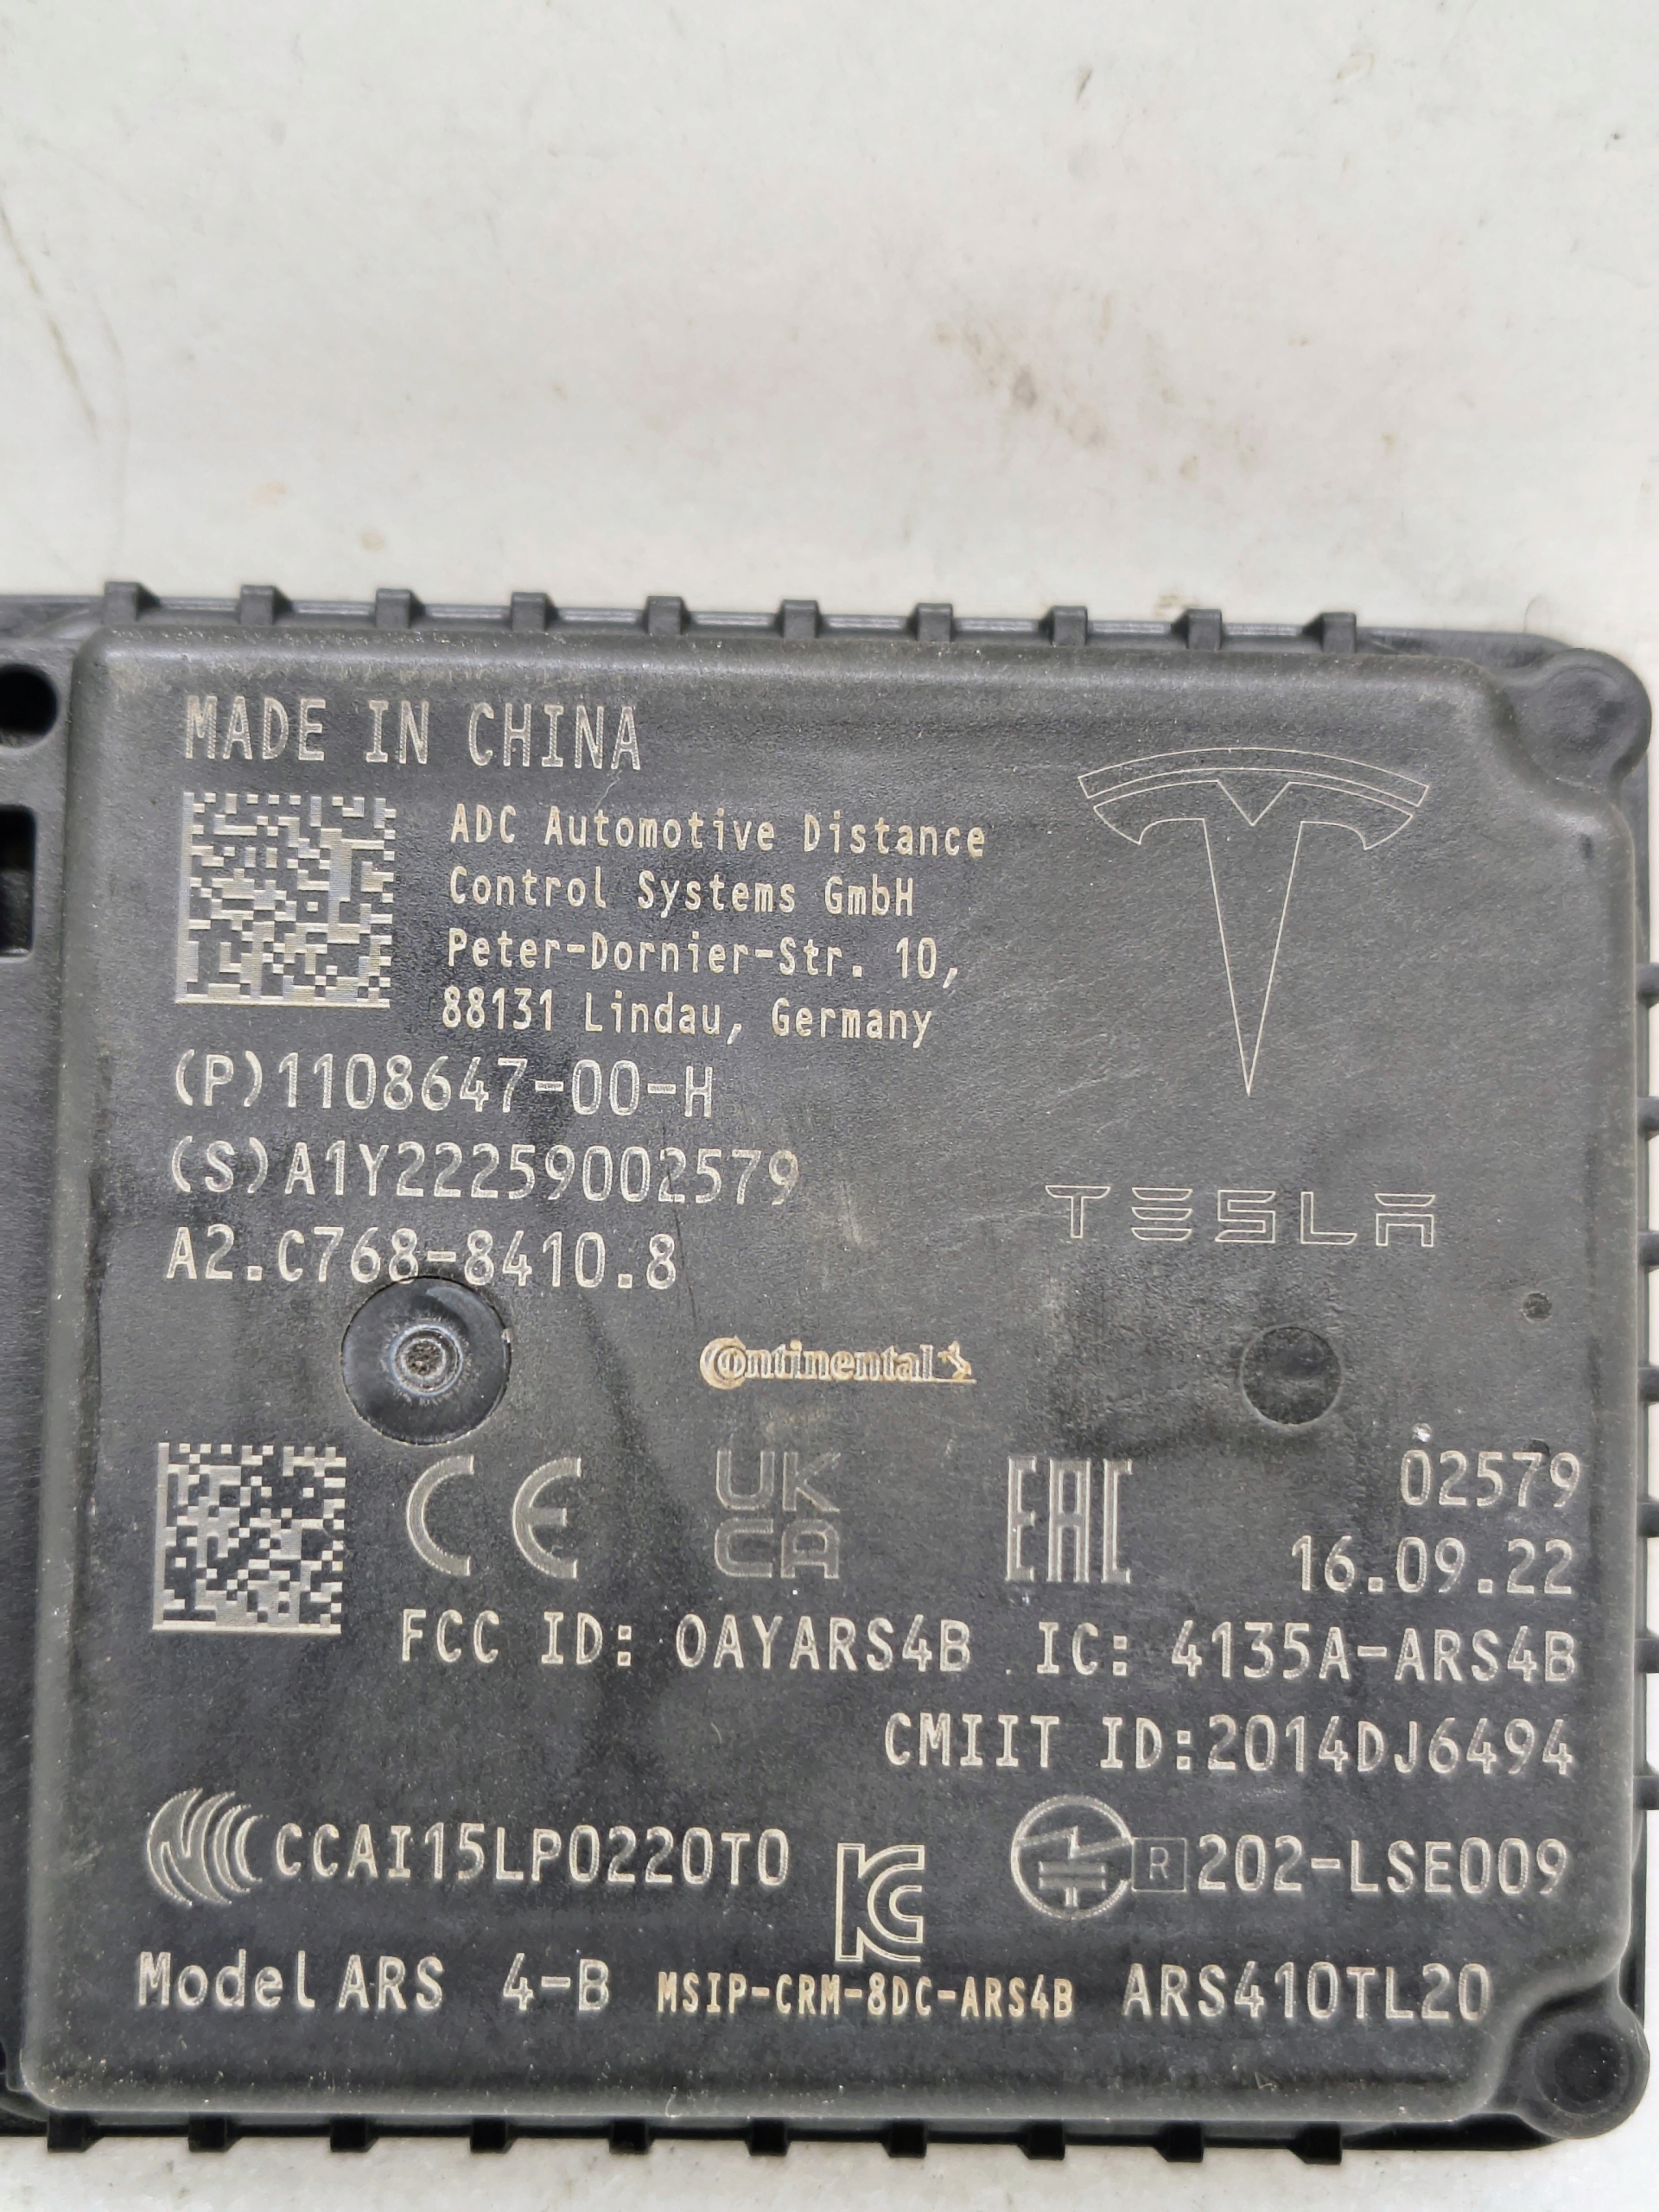 MADE IN CHINA
ADC Automotive Distance
Control Systems GmbH
Peter-Dornier-Str. 10,
88131 Lindau, Germany
(P)1108647-00-H
(S)A1Y22259002579
A2.C768-8410.8
TESLA
Continental
CE
UK
CA
EAC
02579
16.09.22
FCC ID: OAYARS4B IC: 4135A-ARS4B
CMIIT ID:2014DJ6494
CCAI15LP0220T0
KC
R 202-LSE009
Model ARS 4-B MSIP-CRM-8DC-ARS4B ARS410TL20